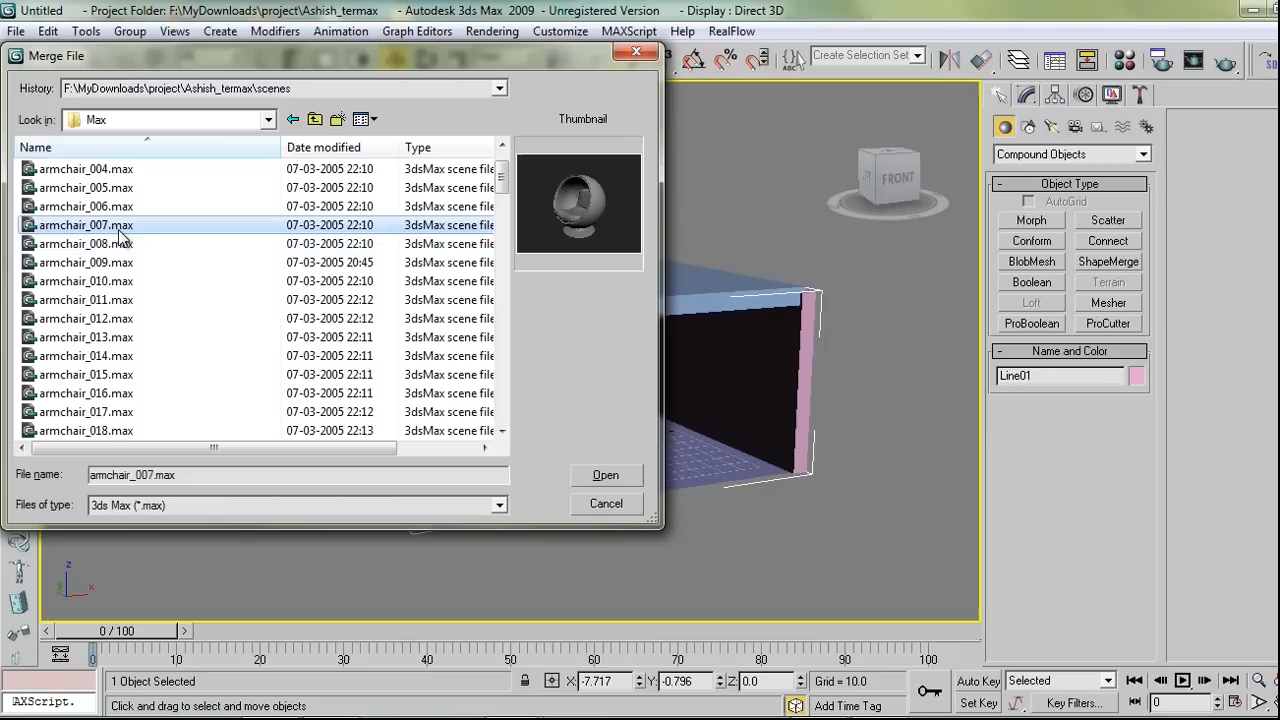 Untitled - Project Folder: F:\MyDownloads\project\Ashish_termax - Autodesk 3ds Max 2009 - Unregistered Version - Display : Direct 3D
File Edit Tools Group Views Create Modifiers Animation Graph Editors Rendering Customize MAXScript Help RealFlow
Merge File
Create Selection Set
History: F:\MyDownloads\project\Ashish_termax\scenes
Look in: Max
Thumbnail
Name Date modified Type
armchair_004.max 07-03-2005 22:10 3dsMax scene file
armchair_005.max 07-03-2005 22:10 3dsMax scene file
armchair_006.max 07-03-2005 22:10 3dsMax scene file
armchair_007.max 07-03-2005 22:10 3dsMax scene file
armchair_008.max 07-03-2005 22:10 3dsMax scene file
armchair_009.max 07-03-2005 20:45 3dsMax scene file
armchair_010.max 07-03-2005 22:10 3dsMax scene file
armchair_011.max 07-03-2005 22:12 3dsMax scene file
armchair_012.max 07-03-2005 22:12 3dsMax scene file
armchair_013.max 07-03-2005 22:11 3dsMax scene file
armchair_014.max 07-03-2005 22:11 3dsMax scene file
armchair_015.max 07-03-2005 22:11 3dsMax scene file
armchair_016.max 07-03-2005 22:11 3dsMax scene file
armchair_017.max 07-03-2005 22:12 3dsMax scene file
armchair_018.max 07-03-2005 22:13 3dsMax scene file
File name: armchair_007.max Open
Files of type: 3ds Max (*.max) Cancel
FRONT
Compound Objects
- Object Type
AutoGrid
Morph Scatter
Conform Connect
BlobMesh ShapeMerge
Boolean Terrain
Loft Mesher
ProBoolean ProCutter
- Name and Color
Line01
z
y x
0 / 100
0 10 20 30 40 50 60 70 80 90 100
1 Object Selected X: -7.717 Y: -0.796 Z: 0.0 Grid = 10.0 Auto Key Selected
AXScript. Click and drag to select and move objects Add Time Tag Set Key Key Filters... 0